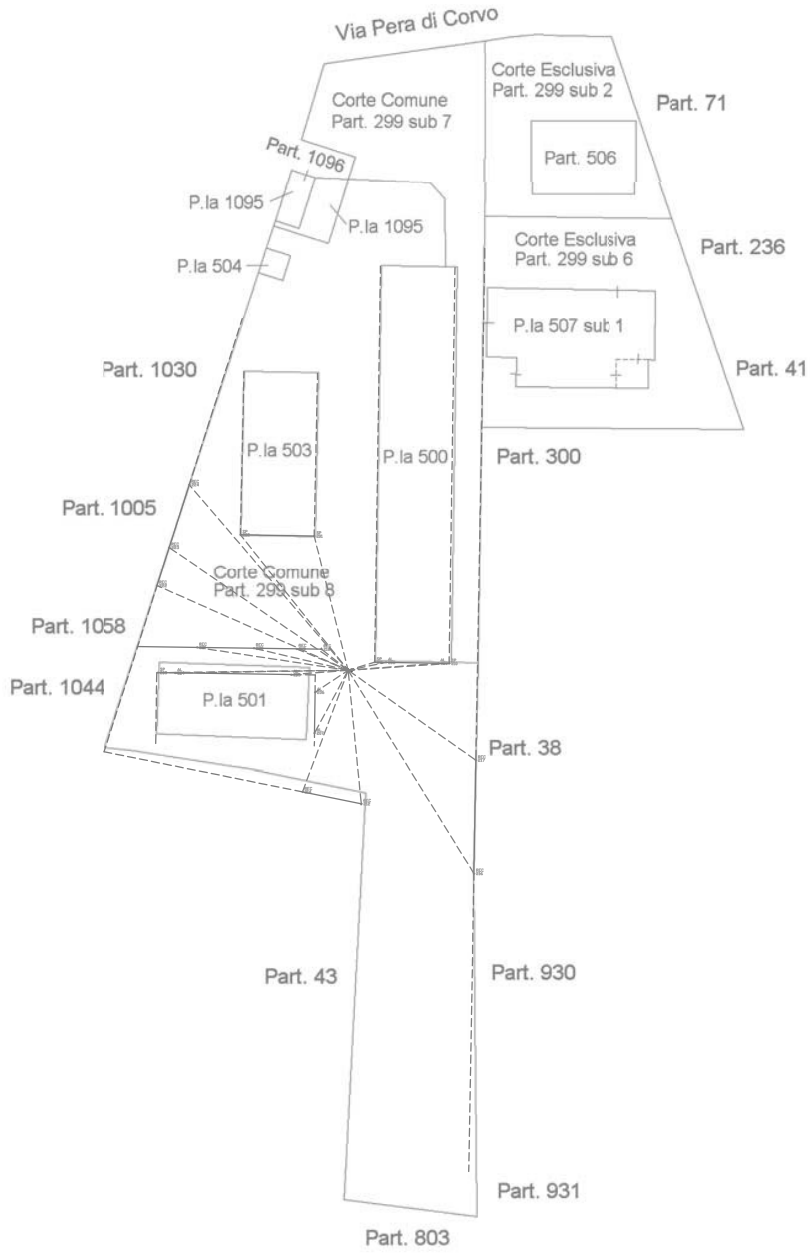 Via Pera di Corvo
Corte Esclusiva
Part. 299 sub 2
Part. 71
Corte Comune
Part. 299 sub 7
Part. 506
Part. 1096
P.la 1095
P.la 1095
Corte Esclusiva
Part. 299 sub 6
Part. 236
P.la 504
P.la 507 sub 1
Part. 1030
Part. 41
P.la 503
P.la 500
Part. 300
Part. 1005
Corte Comune
Part. 299 sub 8
Part. 1058
Part. 1044
P.la 501
Part. 38
Part. 43
Part. 930
Part. 931
Part. 803